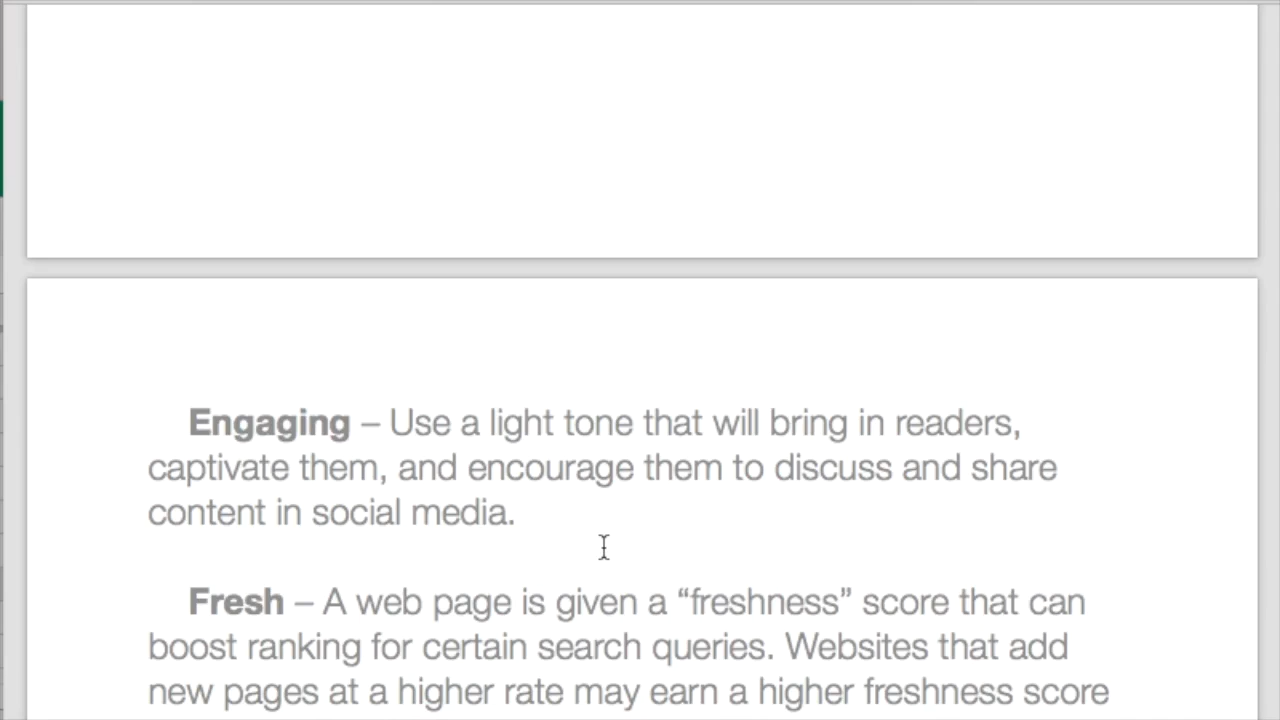 Engaging – Use a light tone that will bring in readers,
captivate them, and encourage them to discuss and share
content in social media.
Fresh – A web page is given a “freshness” score that can
boost ranking for certain search queries. Websites that add
new pages at a higher rate may earn a higher freshness score